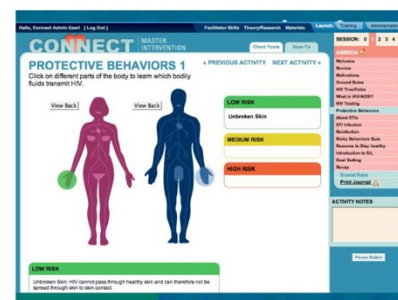 Hello, Connect Admin User! [ Log Out ]
Facilitator Skills Theory/Research Materials Launch Training Administrator
CONNECT MASTER INTERVENTION
Client Tools How-To
SESSION: 0 2 3 4
PROTECTIVE BEHAVIORS 1
« PREVIOUS ACTIVITY NEXT ACTIVITY »
Click on different parts of the body to learn which bodily
fluids transmit HIV.
View Back
View Back
LOW RISK
Unbroken Skin
MEDIUM RISK
HIGH RISK
LOW RISK
Unbroken Skin: HIV cannot pass through healthy skin and can therefore not be
spread through skin to skin contact.
AGENDA
Welcome
Review
Motivations
Ground Rules
HIV True/False
What is HIV/AIDS?
HIV Testing
Protective Behaviors
About STIs
STI Infection
Reinfection
Risky Behaviors Quiz
Reasons to Stay healthy
Introduction to S/L
Goal Setting
Recap
Ground Rules
Print Journal
ACTIVITY NOTES
Pause Button